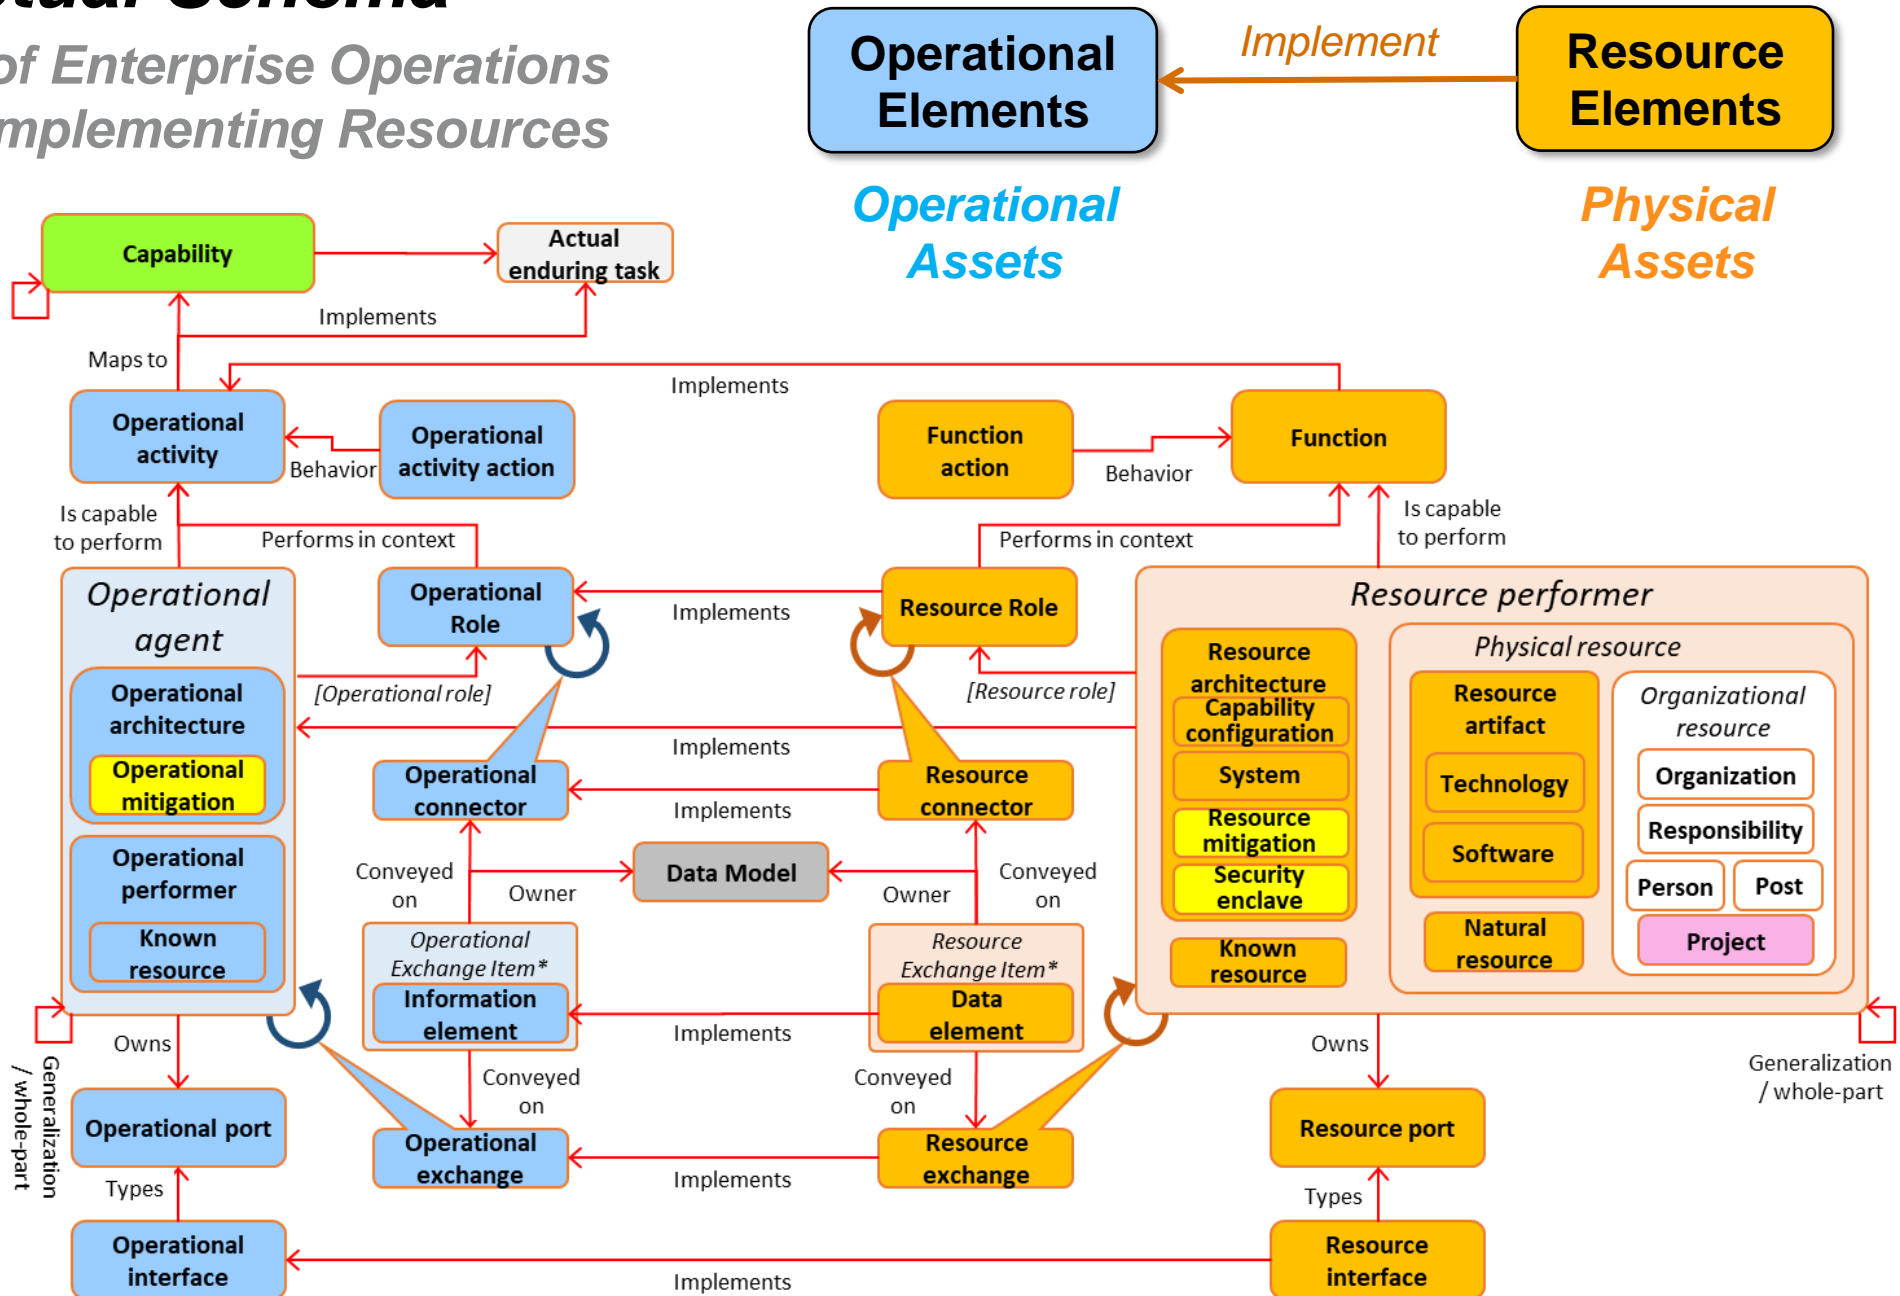 of Enterprise Operations
mplementing Resources
Operational
Elements
Implement
Resource
Elements
Operational
Assets
Physical
Assets
Capability
Actual
enduring task
Implements
Maps to
Implements
Operational
activity
Behavior
Operational
activity action
Function
action
Behavior
Function
Is capable
to perform
Performs in context
Performs in context
Is capable
to perform
Operational
agent
Operational
Role
Implements
Resource Role
Resource performer
[Operational role]
[Resource role]
Operational
architecture
Operational
mitigation
Operational
performer
Known
resource
Implements
Operational
connector
Implements
Resource
connector
Conveyed
on
Owner
Data Model
Owner
Conveyed
on
Operational
Exchange Item*
Information
element
Implements
Resource
Exchange Item*
Data
element
Resource
architecture
Capability
configuration
System
Resource
mitigation
Security
enclave
Known
resource
Physical resource
Resource
artifact
Technology
Software
Natural
resource
Organizational
resource
Organization
Responsibility
Person
Post
Project
Generalization
/ whole-part
Owns
Conveyed
on
Conveyed
on
Owns
Generalization
/ whole-part
Operational port
Operational
exchange
Implements
Resource
exchange
Resource port
Types
Types
Operational
interface
Implements
Resource
interface